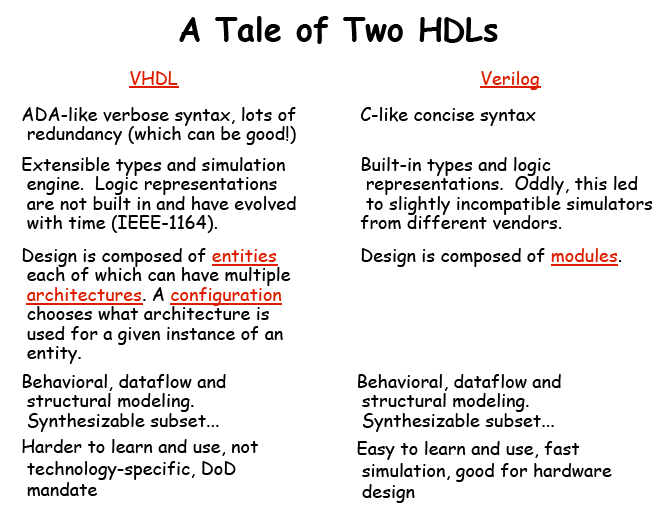 A Tale of Two HDLs
VHDL
ADA-like verbose syntax, lots of
redundancy (which can be good!)
Extensible types and simulation
engine. Logic representations
are not built in and have evolved
with time (IEEE-1164).
Design is composed of entities
each of which can have multiple
architectures. A configuration
chooses what architecture is
used for a given instance of an
entity.
Behavioral, dataflow and
structural modeling.
Synthesizable subset...
Harder to learn and use, not
technology-specific, DoD
mandate
Verilog
C-like concise syntax
Built-in types and logic
representations. Oddly, this led
to slightly incompatible simulators
from different vendors.
Design is composed of modules.
Behavioral, dataflow and
structural modeling.
Synthesizable subset...
Easy to learn and use, fast
simulation, good for hardware
design